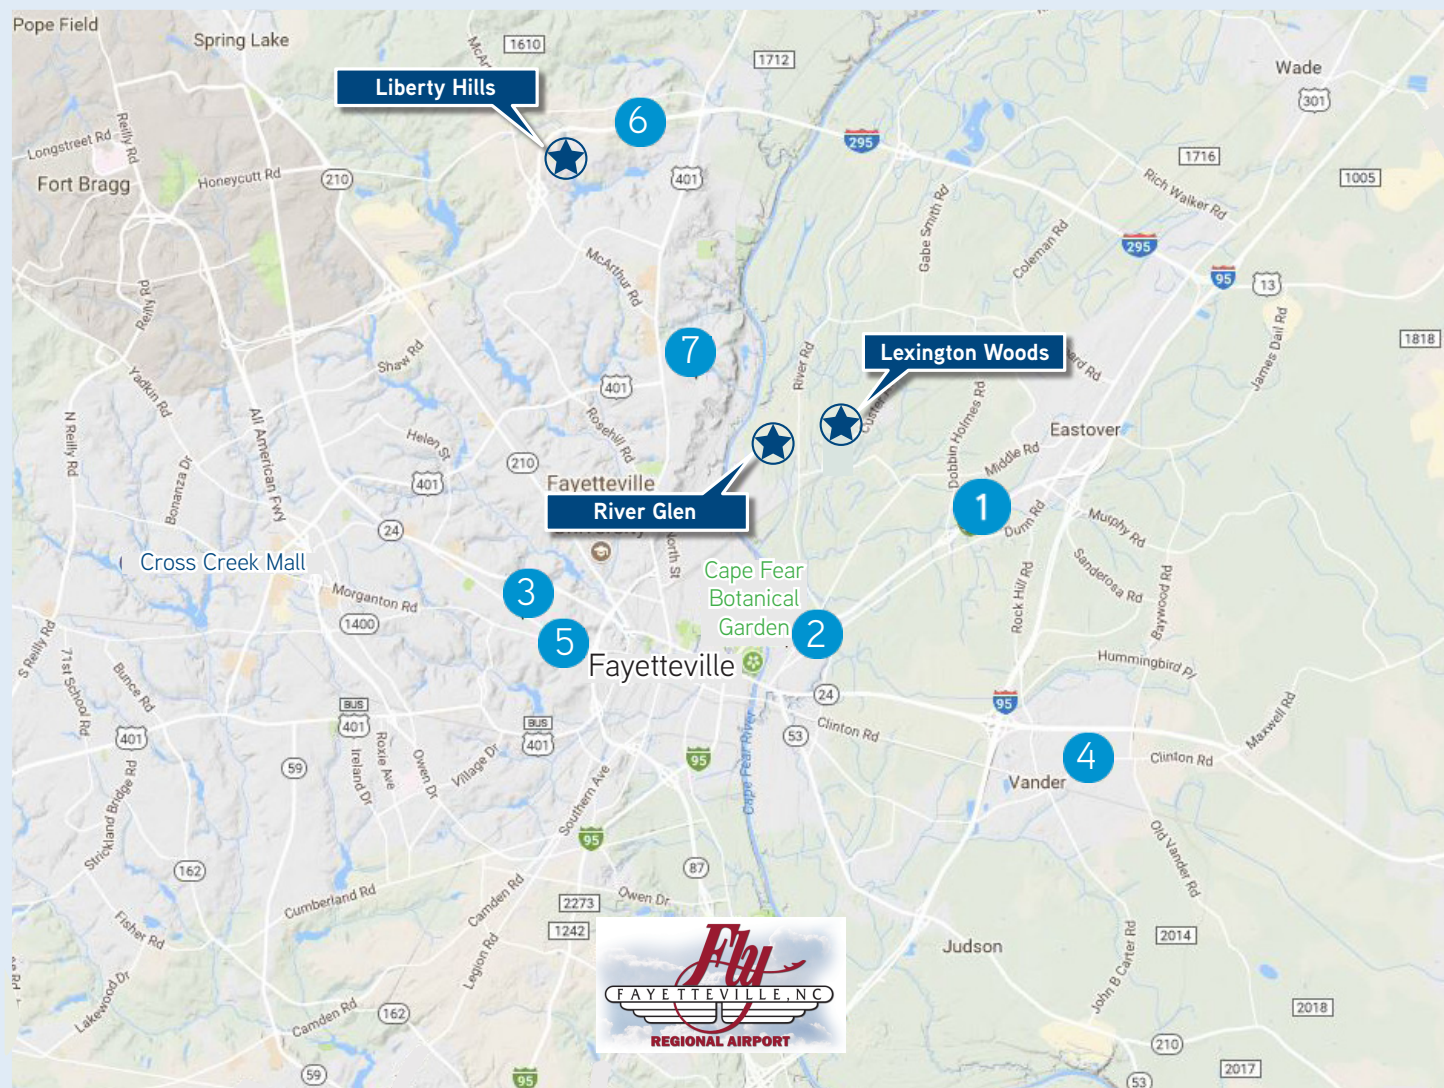 Pope Field
Spring Lake
McAr
1610
1712
Wade
301
Liberty Hills
6
295
Longstreet Rd
Reilly Rd
Fort Bragg
Honeycutt Rd
210
401
1716
1005
Rich Walker Rd
Gabe Smith Rd
Coleman Rd
295
95
13
McArthur Rd
Reilly
Rd
7
River Rd
Lexington Woods
ard Rd
James Dail Rd
1818
Shaw Rd
Yadkin Rd
401
Custer
N Reilly Rd
All American Fwy
Rosehill Rd
Helen St
Dobbin Holmes Rd
Eastover
Middle Rd
Bonanza Dr
401
210
Fayetteville
River Glen
University
1
Dunn Rd
Murphy Rd
24
North St
Cross Creek Mall
Cape Fear
Botanical
Garden
Sanderosa Rd
Baywood Rd
Rock Hill Rd
Morganton Rd
3
1400
5
2
Fayetteville
S Reilly Rd
71st School Rd
Bunce Rd
Hummingbird Pl
BUS
401
BUS
401
24
95
Maxwell Rd
401
53
Clinton Rd
Cape Fear River
95
4
Clinton Rd
59
Ireland Dr
Roxie Ave
Owen Dr
Village Dr
Vander
Southern Ave
Strickland Bridge Rd
95
162
87
Old Vander Rd
Cumberland Rd
Camden Rd
2273
Owen Dr
1242
Fisher Rd
Legion Rd
Fly
FAYETTEVILLE, NC
REGIONAL AIRPORT
Judson
2014
John B Carter Rd
Lakewood Dr
Camden Rd
162
2018
210
59
95
53
2017